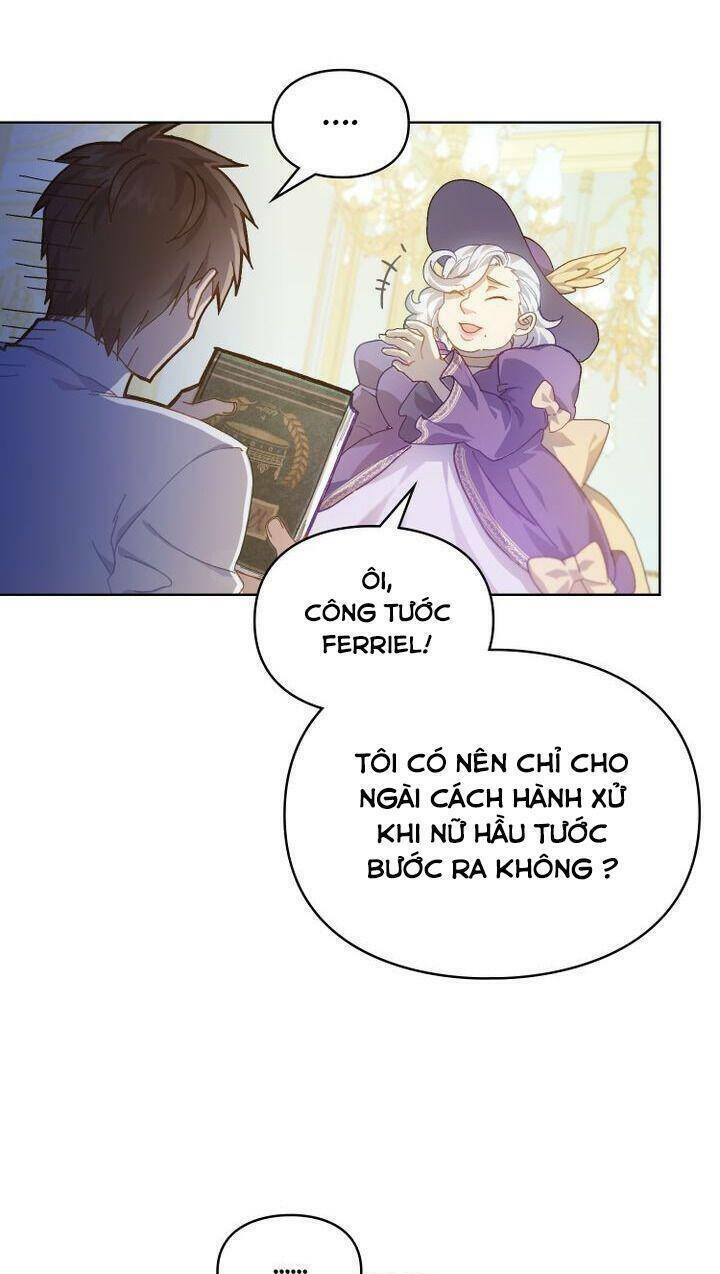 ....
ÔI,
CÔNG TƯỚC
FERRIEL!
TÔI CÓ NÊN CHỈ CHO
NGÀI CÁCH HÀNH XỬ
KHI NỮ HẦU TƯỚC
BƯỚC RA KHÔNG ?
.......